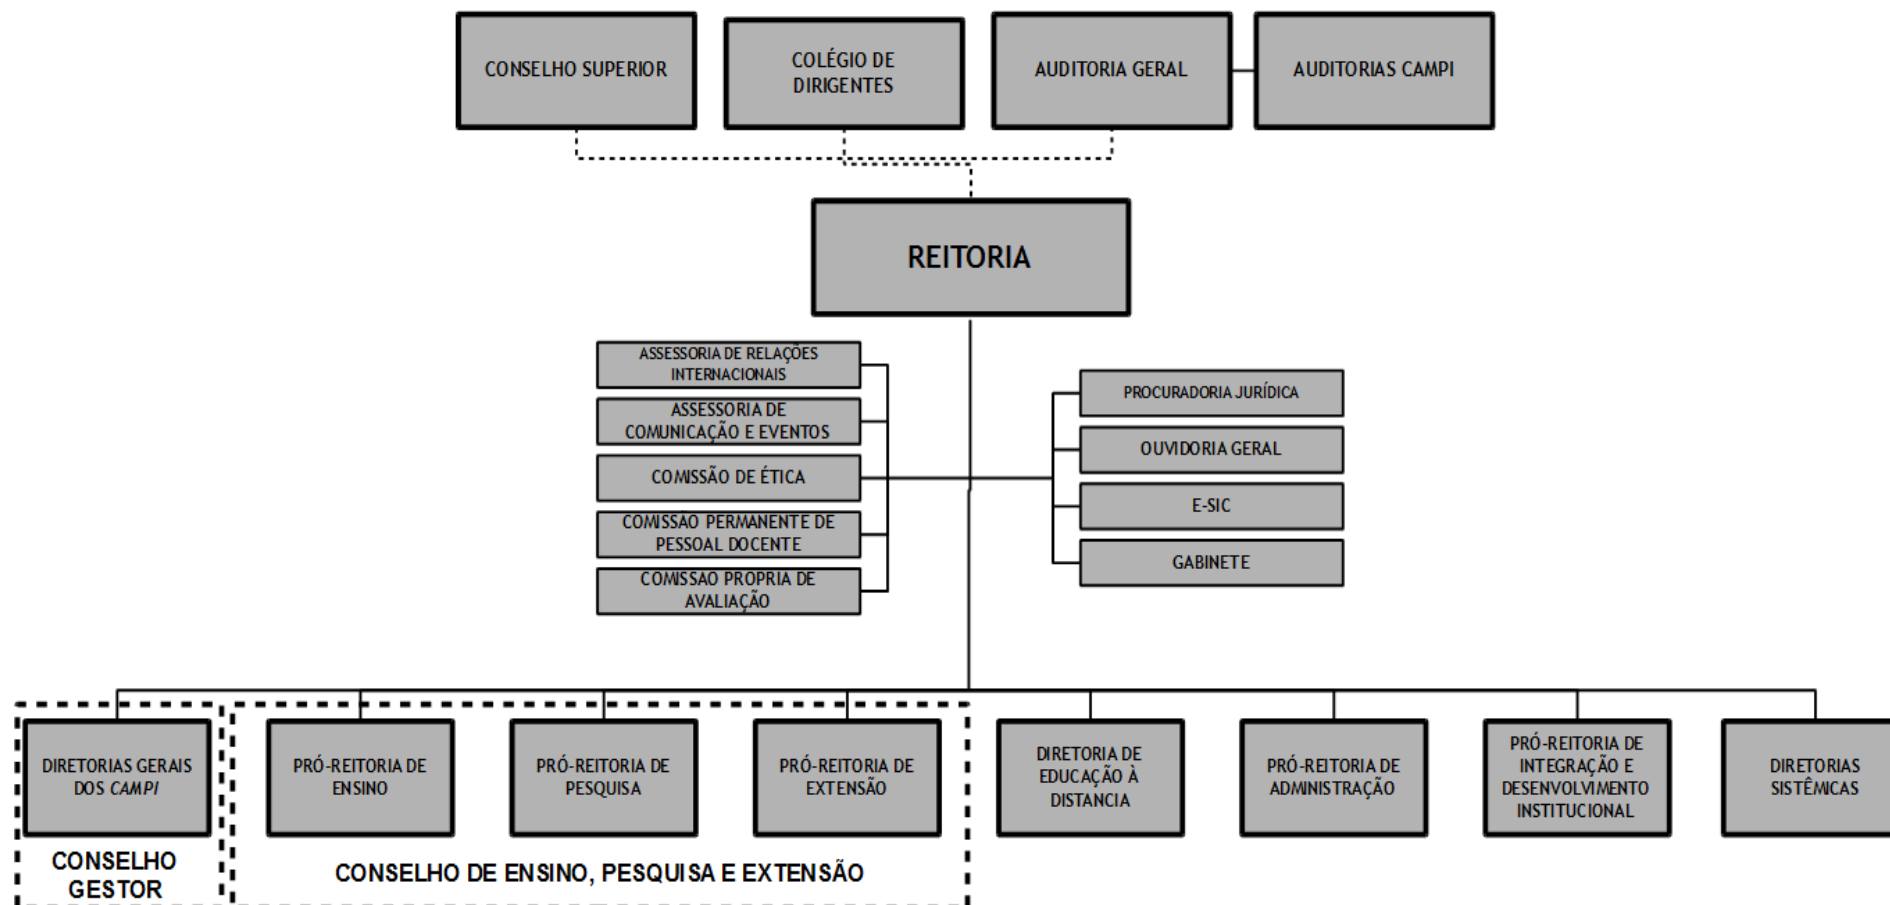 CONSELHO SUPERIOR
COLÉGIO DE
DIRIGENTES
AUDITORIA GERAL
AUDITORIAS CAMPI
REITORIA
ASSESSORIA DE RELAÇÕES
INTERNACIONAIS
ASSESSORIA DE
COMUNICAÇÃO E EVENTOS
COMISSÃO DE ÉTICA
COMISSÃO PERMANENTE DE
PESSOAL DOCENTE
COMISSAO PROPRIA DE
AVALIAÇÃO
PROCURADORIA JURÍDICA
OUVIDORIA GERAL
E-SIC
GABINETE
DIRETORIAS GERAIS
DOS CAMPI
PRÓ-REITORIA DE
ENSINO
PRÓ-REITORIA DE
PESQUISA
PRÓ-REITORIA DE
EXTENSÃO
DIRETORIA DE
EDUCAÇÃO À
DISTANCIA
PRÓ-REITORIA DE
ADMINISTRAÇÃO
PRÓ-REITORIA DE
INTEGRAÇÃO E
DESENVOLVIMENTO
INSTITUCIONAL
DIRETORIAS
SISTÊMICAS
CONSELHO
GESTOR
CONSELHO DE ENSINO, PESQUISA E EXTENSÃO